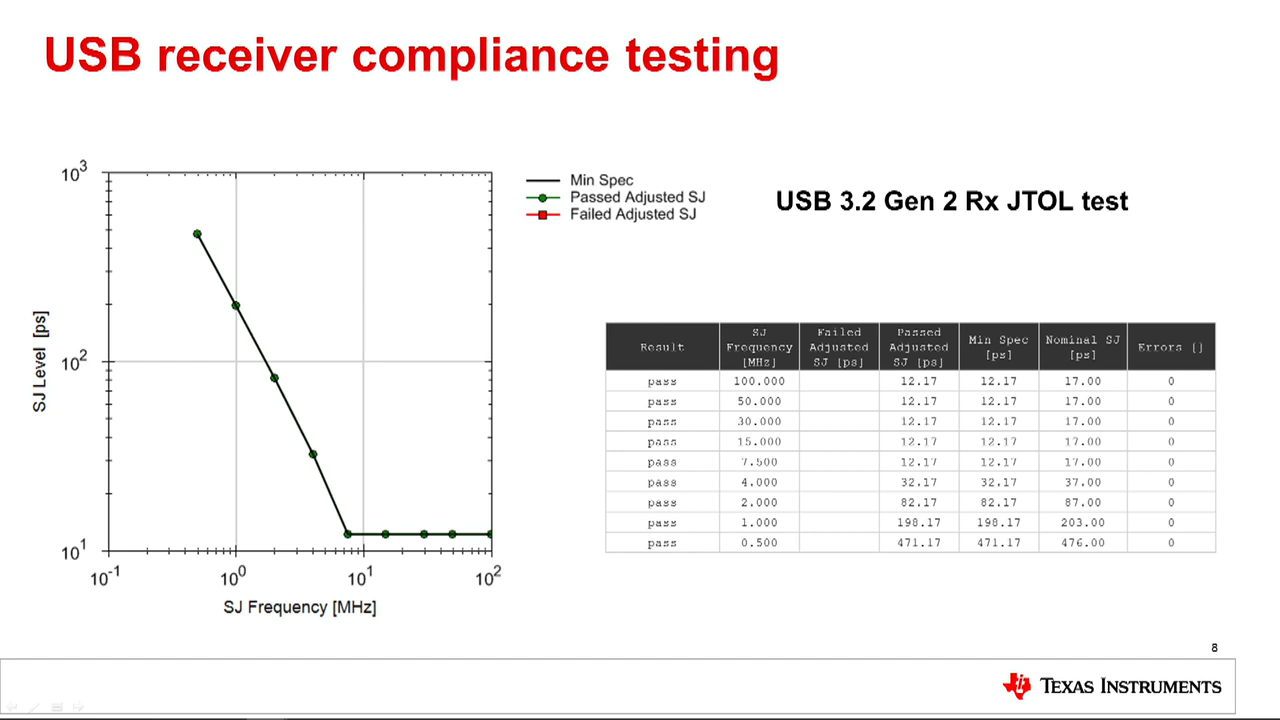 USB receiver compliance testing
10^3
10^2
10^1
SJ Level [ps]
10^-1 10^0 10^1 10^2
SJ Frequency [MHz]
Min Spec
Passed Adjusted SJ
Failed Adjusted SJ
USB 3.2 Gen 2 Rx JTOL test
Result SJ Frequency [MHz] Failed Adjusted SJ [ps] Passed Adjusted SJ [ps] Min Spec [ps] Nominal SJ [ps] Errors []
pass 100.000 12.17 12.17 17.00 0
pass 50.000 12.17 12.17 17.00 0
pass 30.000 12.17 12.17 17.00 0
pass 15.000 12.17 12.17 17.00 0
pass 7.500 12.17 12.17 17.00 0
pass 4.000 32.17 32.17 37.00 0
pass 2.000 82.17 82.17 87.00 0
pass 1.000 198.17 198.17 203.00 0
pass 0.500 471.17 471.17 476.00 0
8
TEXAS INSTRUMENTS